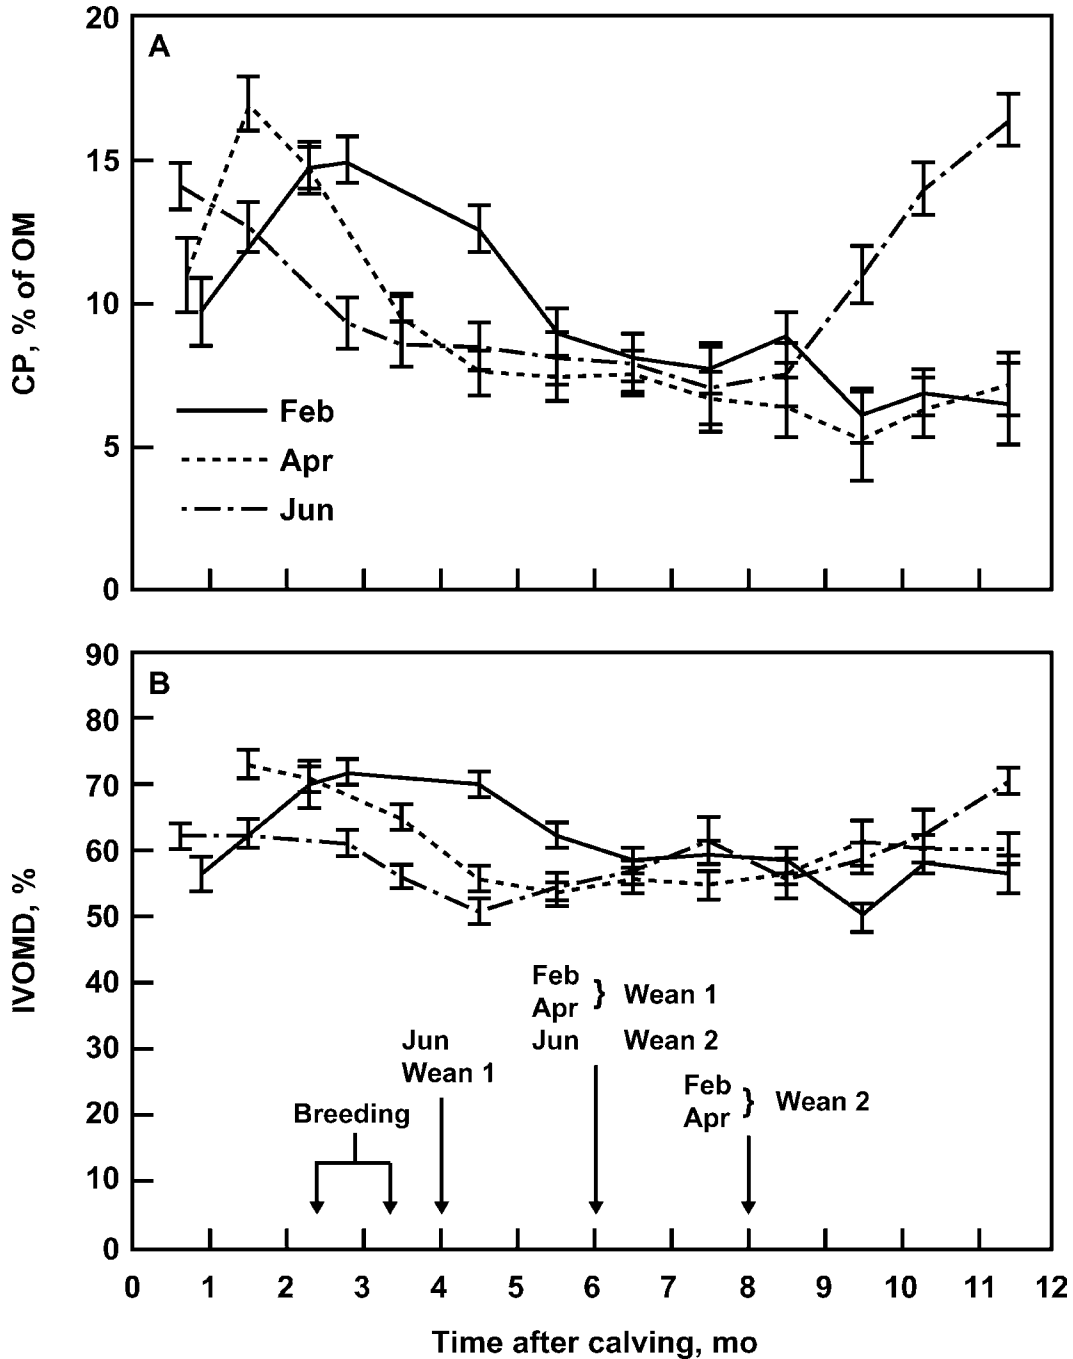 20
A
15
10
5
0
CP, % of OM
Feb
Apr
Jun
90
B
80
70
60
50
40
30
20
10
0
IVOMD, %
Feb
Apr } Wean 1
Jun Wean 2
Jun
Wean 1
Feb
Apr } Wean 2
Breeding
0 1 2 3 4 5 6 7 8 9 10 11 12
Time after calving, mo